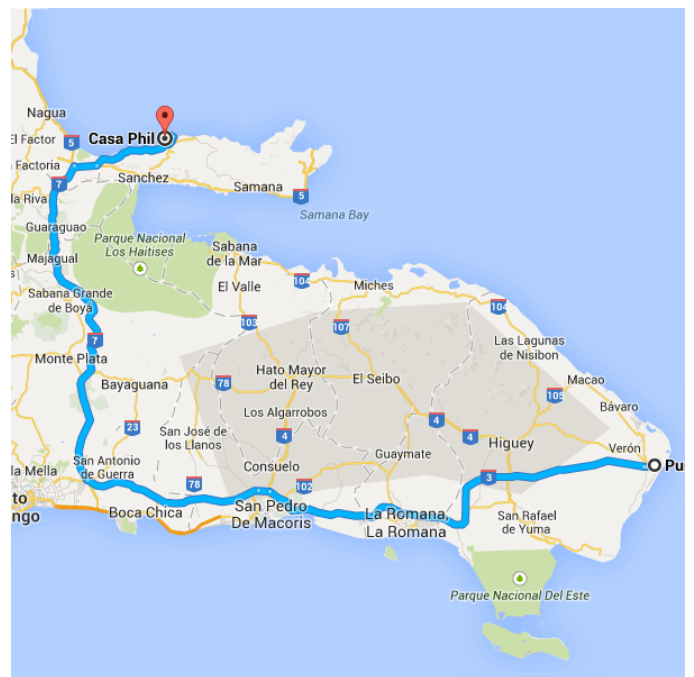 Nagua
El Factor
5
Casa Phil
Factoria
7
Sanchez
la Riva
Samana
5
Samana Bay
Guaraguao
Parque Nacional
Los Haitises
Majagual
Sabana
de la Mar
Sabana Grande
de Boyá
El Valle
104
Miches
104
103
107
7
Las Lagunas
de Nisibon
Monte Plata
Hato Mayor
del Rey
El Seibo
Macao
Bayaguana
78
105
Bávaro
Los Algarrobos
4
23
San José de
los Llanos
4
4
Higuey
Verón
la Mella
San Antonio
de Guerra
Consuelo
Guaymate
Pu
78
102
3
to
ngo
Boca Chica
San Pedro
De Macoris
La Romana,
La Romana
San Rafael
de Yuma
Parque Nacional Del Este